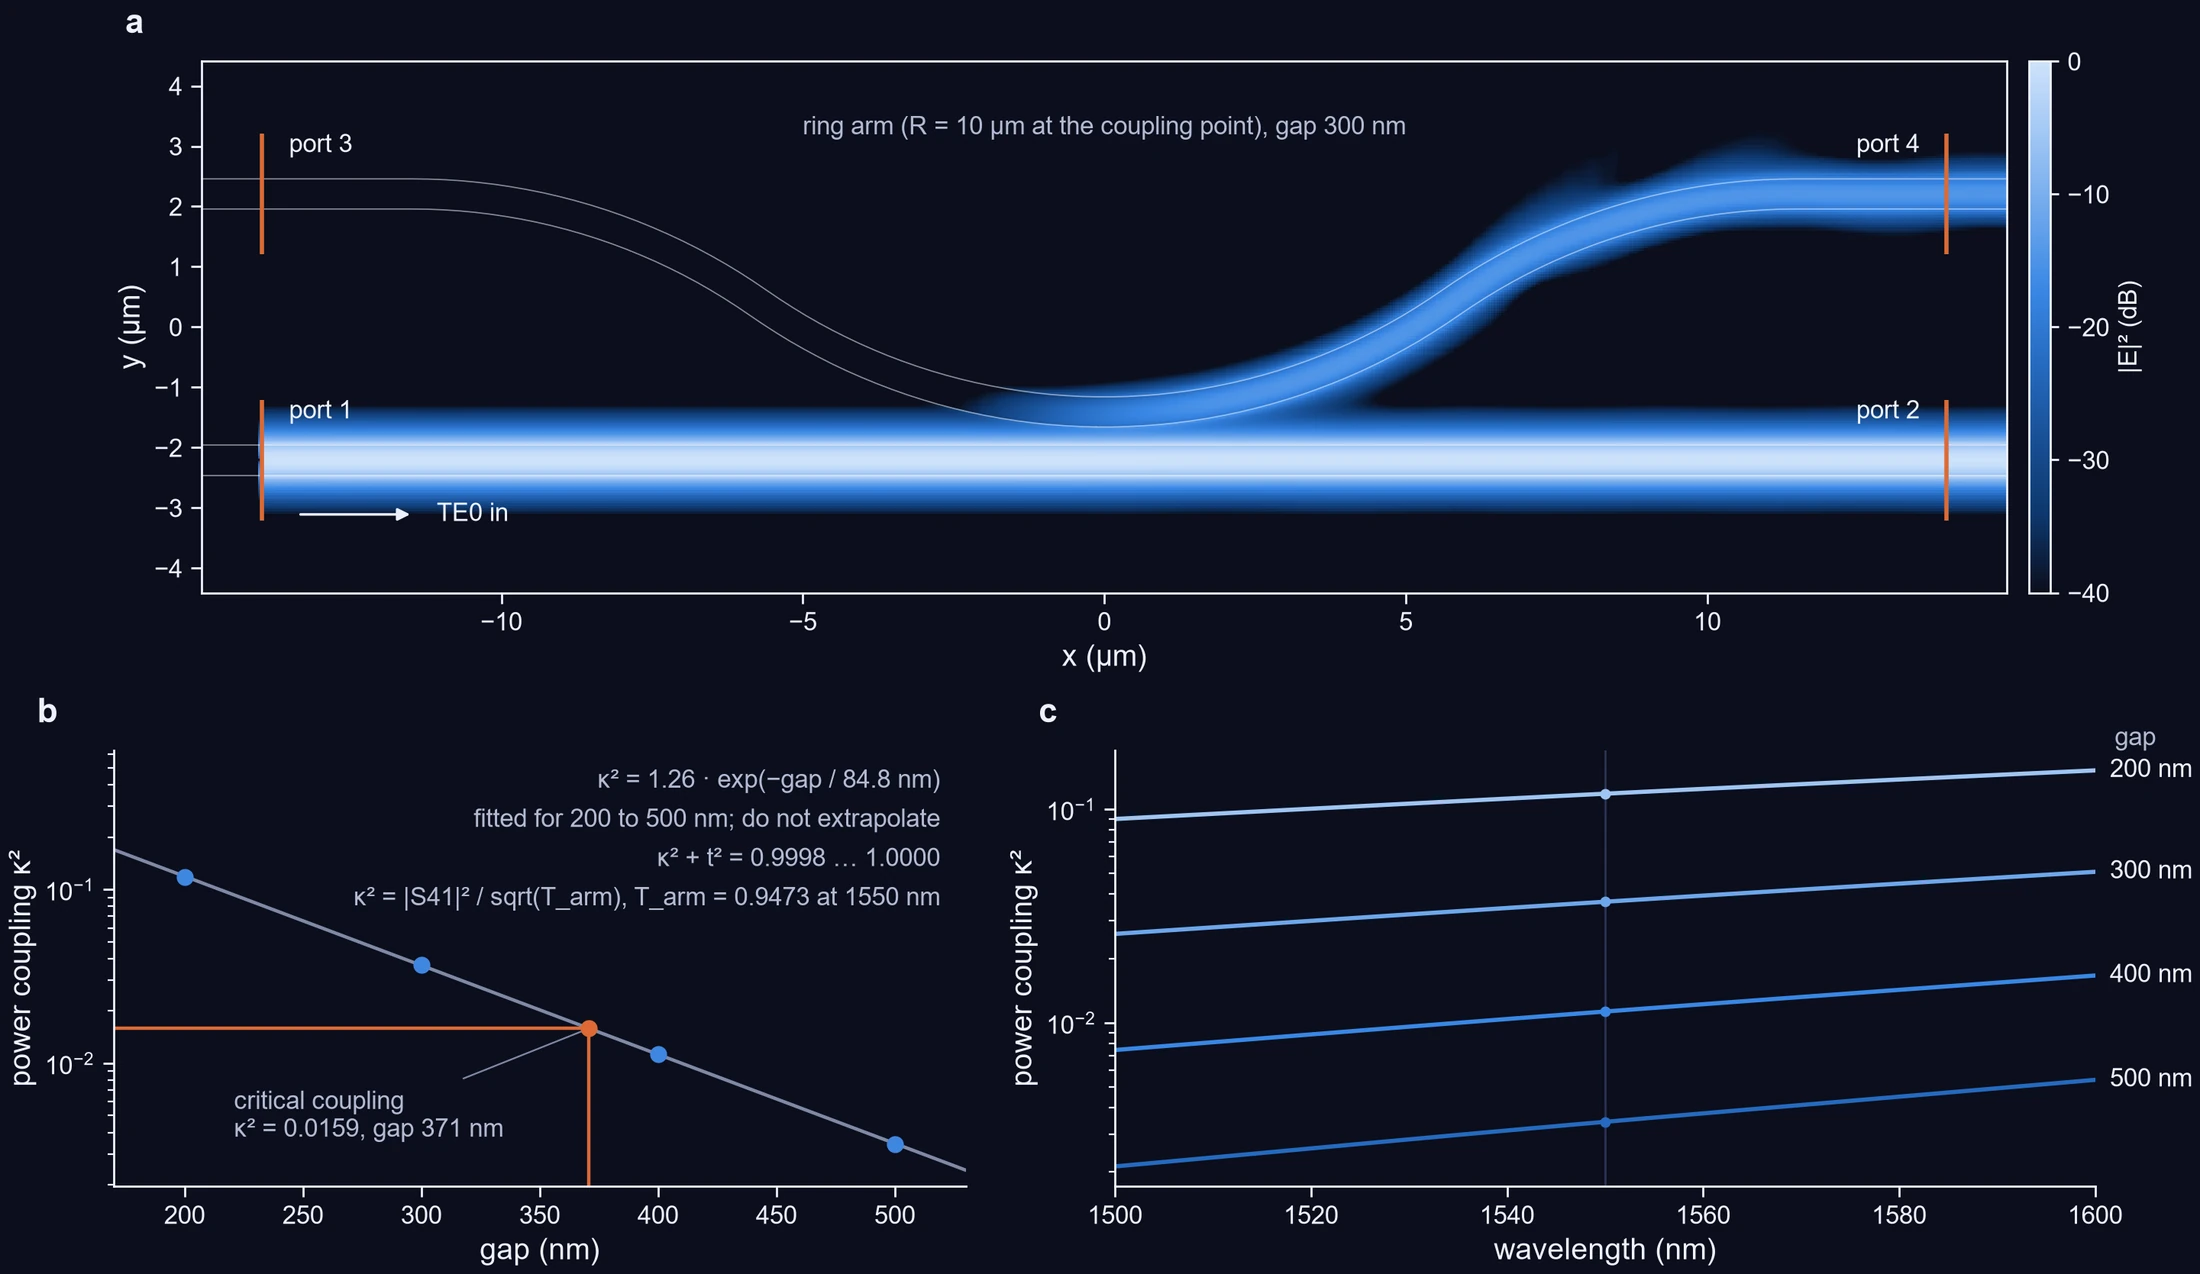 a
ring arm (R = 10 µm at the coupling point), gap 300 nm
port 3
port 4
port 1
port 2
TE0 in
4
3
2
1
0
−1
−2
−3
−4
y (µm)
−10
−5
0
5
10
x (µm)
0
−10
−20
−30
−40
|E|² (dB)
b
κ² = 1.26 · exp(−gap / 84.8 nm)
fitted for 200 to 500 nm; do not extrapolate
κ² + t² = 0.9998 … 1.0000
κ² = |S41|² / sqrt(T_arm), T_arm = 0.9473 at 1550 nm
critical coupling
κ² = 0.0159, gap 371 nm
10⁻¹
10⁻²
power coupling κ²
200
250
300
350
400
450
500
gap (nm)
c
gap
200 nm
300 nm
400 nm
500 nm
10⁻¹
10⁻²
power coupling κ²
1500
1520
1540
1560
1580
1600
wavelength (nm)